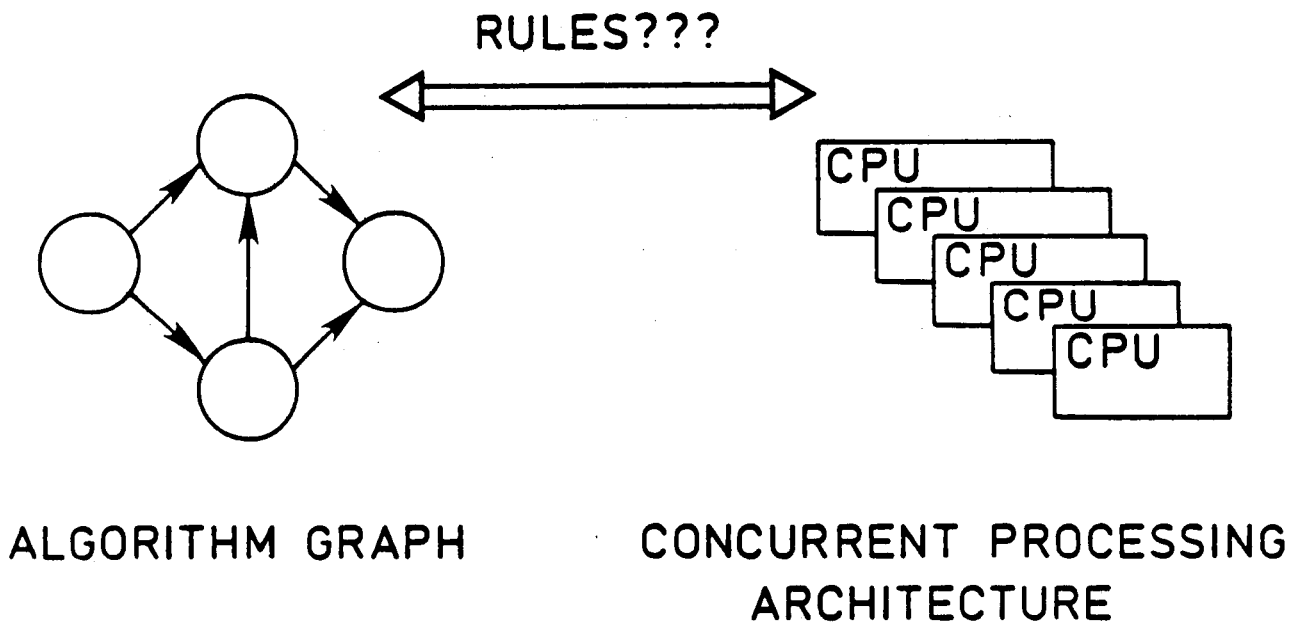 RULES???
CPU
CPU
CPU
CPU
CPU
ALGORITHM GRAPH
CONCURRENT PROCESSING
ARCHITECTURE